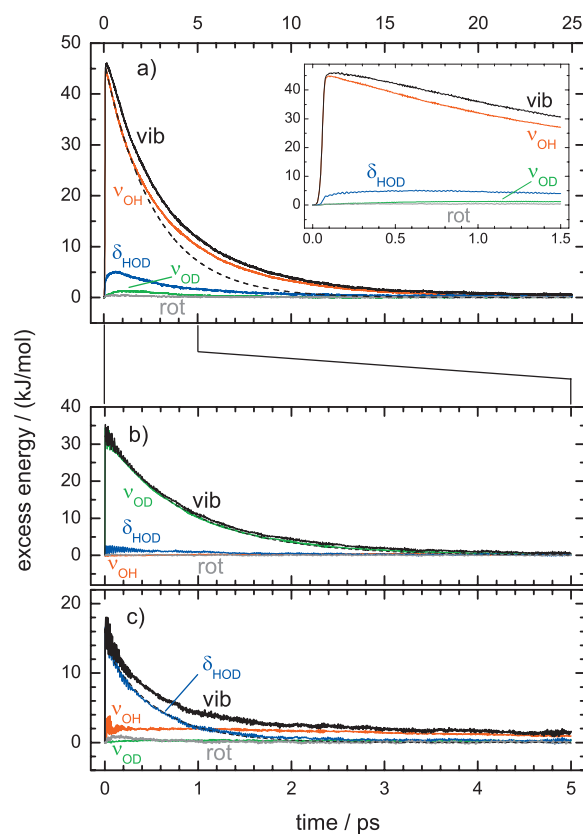 0 5 10 15 20 25
50
40
30
20
10
0
a)
vib
ν_OH
δ_HOD
ν_OD
rot
40
30
20
10
0
vib
ν_OH
δ_HOD
ν_OD
rot
0.0 0.5 1.0 1.5
excess energy / (kJ/mol)
40
30
20
10
0
b)
ν_OD
vib
δ_HOD
ν_OH
rot
20
10
0
c)
δ_HOD
vib
ν_OH
ν_OD
rot
0 1 2 3 4 5
time / ps